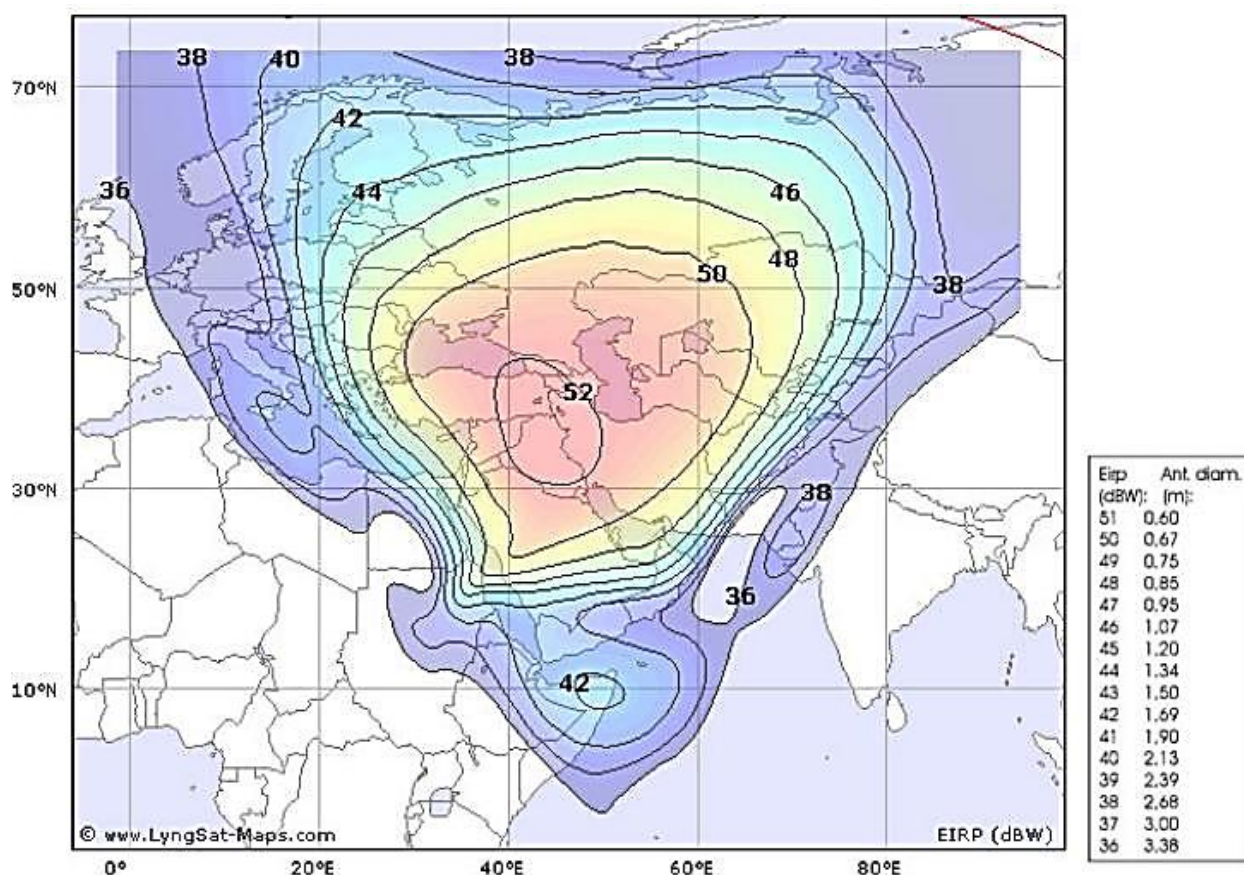 38
40
38
70°N
42
36
44
46
48
50
38
50°N
52
30°N
38
36
42
10°N
© www.LyngSat-Maps.com
EIRP (dBW)
0°
20°E
40°E
60°E
80°E
Eirp Ant. diam.
(dBW): (m):
51 0.60
50 0.67
49 0.75
48 0.85
47 0.95
46 1.07
45 1.20
44 1.34
43 1.50
42 1.69
41 1.90
40 2.13
39 2.39
38 2.68
37 3.00
36 3.38